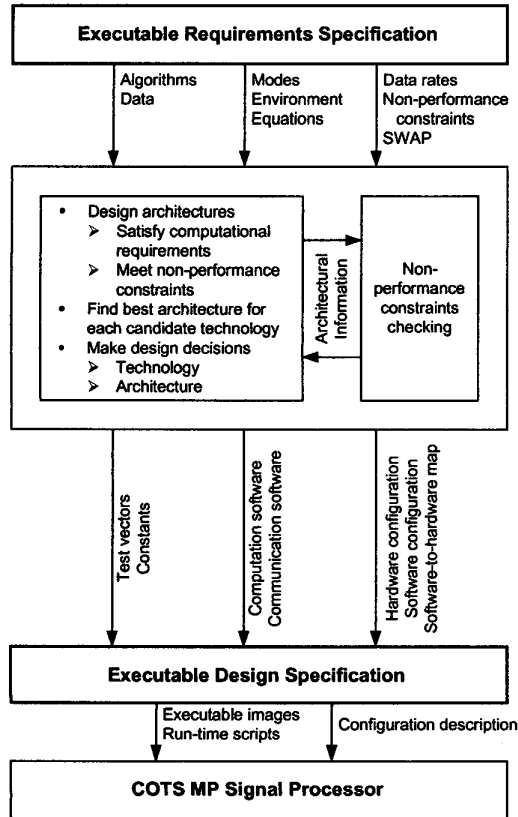 Executable Requirements Specification
Algorithms
Data
Modes
Environment
Equations
Data rates
Non-performance
constraints
SWAP
• Design architectures
➢ Satisfy computational
requirements
➢ Meet non-performance
constraints
• Find best architecture for
each candidate technology
• Make design decisions
➢ Technology
➢ Architecture
Architectural
Information
Non-
performance
constraints
checking
Test vectors
Constants
Computation software
Communication software
Hardware configuration
Software configuration
Software-to-hardware map
Executable Design Specification
Executable images
Run-time scripts
Configuration description
COTS MP Signal Processor